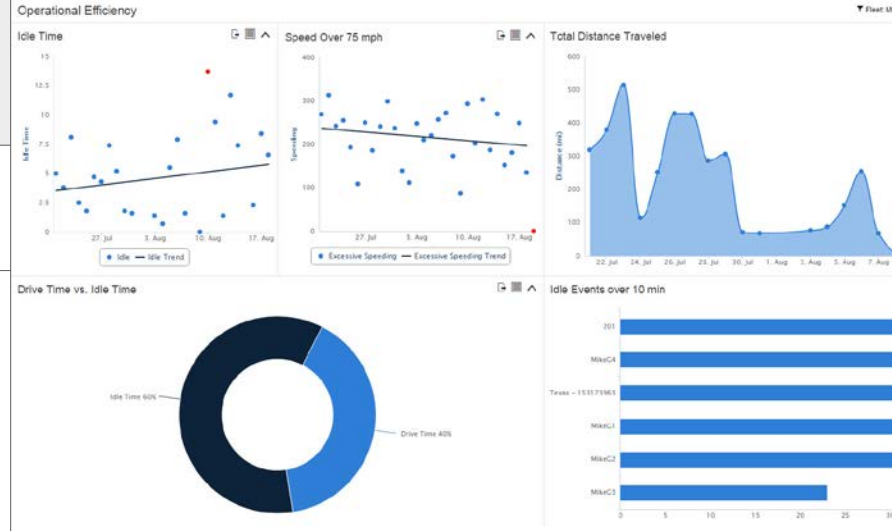 Operational Efficiency
Fleet: U
Idle Time
15
12.5
10
7.5
5
2.5
0
Idle Time
27. Jul
3. Aug
10. Aug
17. Aug
Idle
Idle Trend
Speed Over 75 mph
400
300
200
100
0
Speeding
27. Jul
3. Aug
10. Aug
17. Aug
Excessive Speeding
Excessive Speeding Trend
Total Distance Traveled
600
500
400
300
200
100
0
Distance (mi)
22. Jul
24. Jul
26. Jul
28. Jul
30. Jul
1. Aug
3. Aug
5. Aug
7. Aug
Drive Time vs. Idle Time
Idle Time 60%
Drive Time 40%
Idle Events over 10 min
201
MikeG4
MikeG1
MikeG2
MikeG3
0
5
10
15
20
25
30